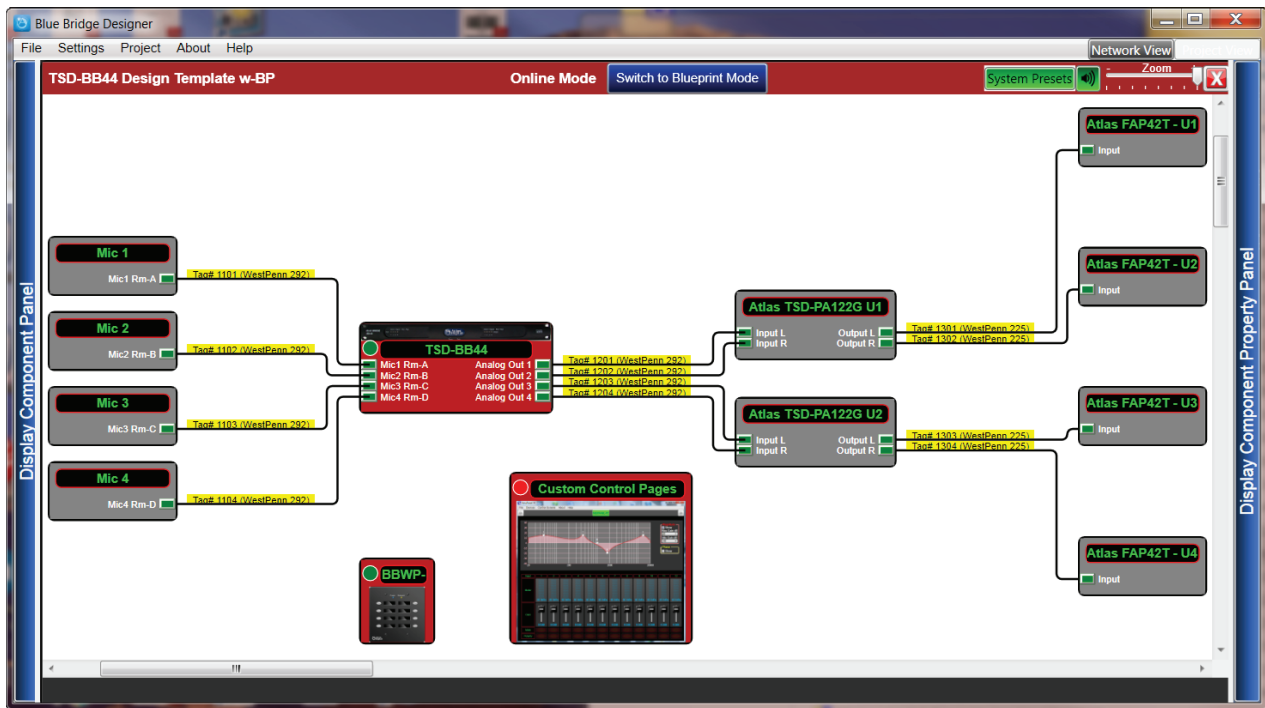 Blue Bridge Designer
File Settings Project About Help
Network View
Project View
TSD-BB44 Design Template w-BP
Online Mode
Switch to Blueprint Mode
System Presets
- Zoom +
X
Display Component Panel
Display Component Property Panel
Mic 1
Mic1 Rm-A
Tag# 1101 (WestPenn 292)
Mic 2
Mic2 Rm-B
Tag# 1102 (WestPenn 292)
Mic 3
Mic3 Rm-C
Tag# 1103 (WestPenn 292)
Mic 4
Mic4 Rm-D
Tag# 1104 (WestPenn 292)
TSD-BB44
Mic1 Rm-A Analog Out 1
Mic2 Rm-B Analog Out 2
Mic3 Rm-C Analog Out 3
Mic4 Rm-D Analog Out 4
Tag# 1201 (WestPenn 292)
Tag# 1202 (WestPenn 292)
Tag# 1203 (WestPenn 292)
Tag# 1204 (WestPenn 292)
Atlas TSD-PA122G U1
Input L Output L
Input R Output R
Tag# 1301 (WestPenn 225)
Tag# 1302 (WestPenn 225)
Atlas TSD-PA122G U2
Input L Output L
Input R Output R
Tag# 1303 (WestPenn 225)
Tag# 1304 (WestPenn 225)
Atlas FAP42T - U1
Input
Atlas FAP42T - U2
Input
Atlas FAP42T - U3
Input
Atlas FAP42T - U4
Input
BBWP-
Custom Control Pages